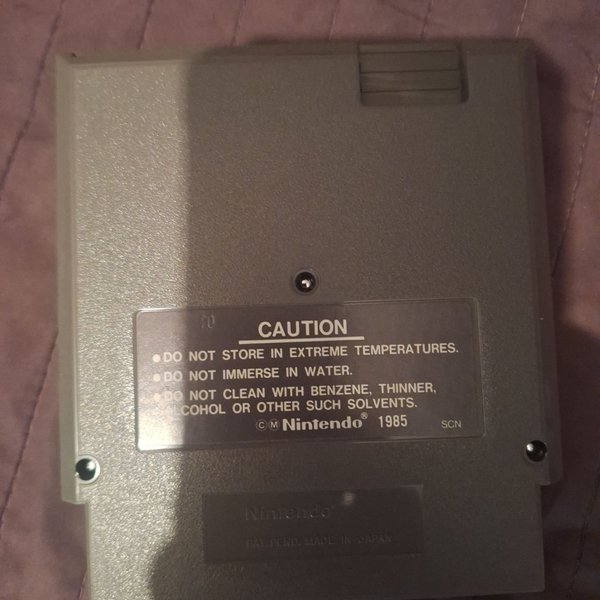 CAUTION
● DO NOT STORE IN EXTREME TEMPERATURES.
● DO NOT IMMERSE IN WATER.
● DO NOT CLEAN WITH BENZENE, THINNER,
ALCOHOL OR OTHER SUCH SOLVENTS.
ⒸⓂ Nintendo® 1985 SCN
Nintendo®
PAT. PEND. MADE IN JAPAN